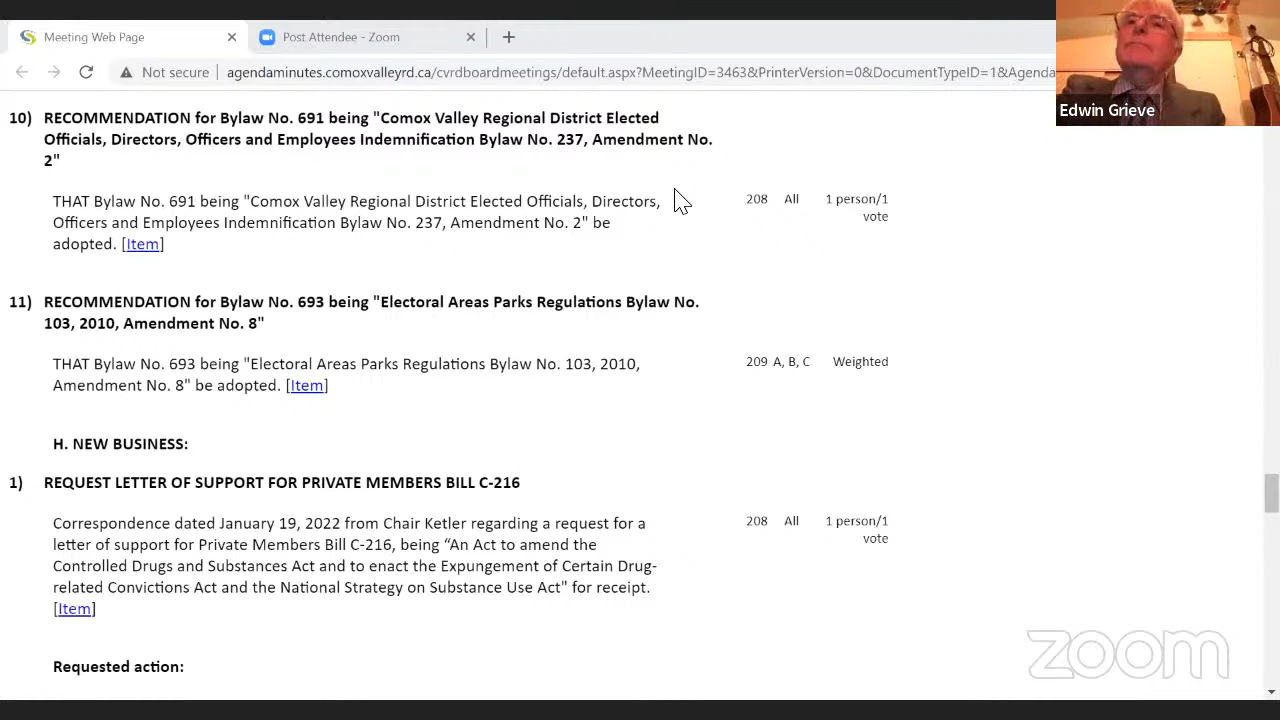 Meeting Web Page
Post Attendee - Zoom
Not secure
agendaminutes.comoxvalleyrd.ca/cvrdboardmeetings/default.aspx?MeetingID=3463&PrinterVersion=0&DocumentTypeID=1&Agenda
Edwin Grieve
10) RECOMMENDATION for Bylaw No. 691 being "Comox Valley Regional District Elected
Officials, Directors, Officers and Employees Indemnification Bylaw No. 237, Amendment No.
2"
THAT Bylaw No. 691 being "Comox Valley Regional District Elected Officials, Directors,
Officers and Employees Indemnification Bylaw No. 237, Amendment No. 2" be
adopted. [Item]
208 All 1 person/1
vote
11) RECOMMENDATION for Bylaw No. 693 being "Electoral Areas Parks Regulations Bylaw No.
103, 2010, Amendment No. 8"
THAT Bylaw No. 693 being "Electoral Areas Parks Regulations Bylaw No. 103, 2010,
Amendment No. 8" be adopted. [Item]
209 A, B, C Weighted
H. NEW BUSINESS:
1) REQUEST LETTER OF SUPPORT FOR PRIVATE MEMBERS BILL C-216
Correspondence dated January 19, 2022 from Chair Ketler regarding a request for a
letter of support for Private Members Bill C-216, being “An Act to amend the
Controlled Drugs and Substances Act and to enact the Expungement of Certain Drug-
related Convictions Act and the National Strategy on Substance Use Act" for receipt.
[Item]
208 All 1 person/1
vote
Requested action:
zoom